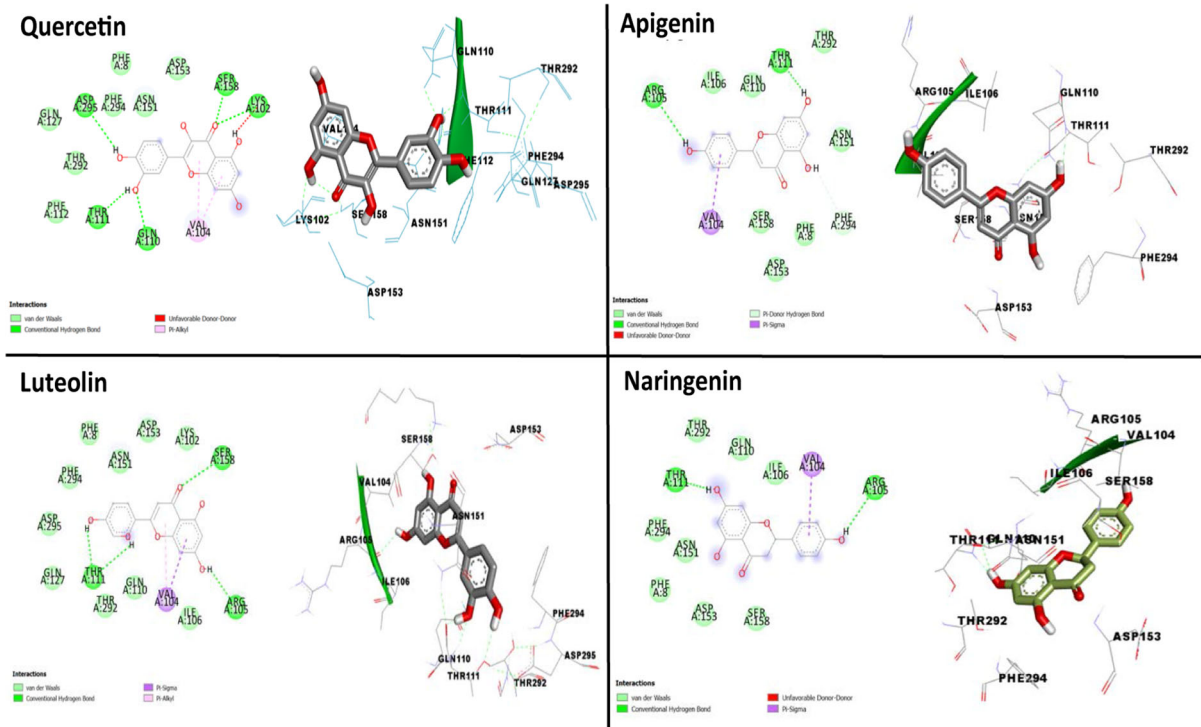 Quercetin
PHE
A:8
ASP
A:153
SER
A:158
ASP
A:295
PHE
A:294
ASN
A:151
LYS
A:102
GLN
A:127
THR
A:292
PHE
A:112
THR
A:111
GLN
A:110
VAL
A:104
H
H
H
O
O
Interactions
van der Waals
Conventional Hydrogen Bond
Unfavorable Donor-Donor
Pi-Alkyl
GLN110
THR292
THR111
PHE294
GLN127
ASP295
ASN151
LYS102
ASP153
Apigenin
THR
A:292
THR
A:111
ARG
A:105
ILE
A:106
GLN
A:110
ASN
A:151
VAL
A:104
SER
A:158
PHE
A:8
PHE
A:294
ASP
A:153
H
H
O
O
OH
Interactions
van der Waals
Conventional Hydrogen Bond
Unfavorable Donor-Donor
Pi-Donor Hydrogen Bond
Pi-Sigma
ARG105
ILE106
GLN110
THR111
THR292
PHE294
ASP153
Luteolin
PHE
A:8
ASP
A:153
LYS
A:102
ASN
A:151
SER
A:158
PHE
A:294
ASP
A:295
GLN
A:127
THR
A:111
THR
A:292
GLN
A:110
VAL
A:104
ILE
A:106
ARG
A:105
H
H
H
O
O
Interactions
van der Waals
Conventional Hydrogen Bond
Pi-Sigma
Pi-Alkyl
SER158
ASP153
VAL104
ASN151
ARG105
ILE106
PHE294
GLN110
THR111
ASP295
THR292
Naringenin
THR
A:292
GLN
A:110
VAL
A:104
THR
A:111
ILE
A:106
ARG
A:105
PHE
A:294
ASN
A:151
PHE
A:8
ASP
A:153
SER
A:158
H
H
O
O
Interactions
van der Waals
Conventional Hydrogen Bond
Unfavorable Donor-Donor
Pi-Sigma
ARG105
VAL104
ILE106
SER158
ASN151
THR292
ASP153
PHE294